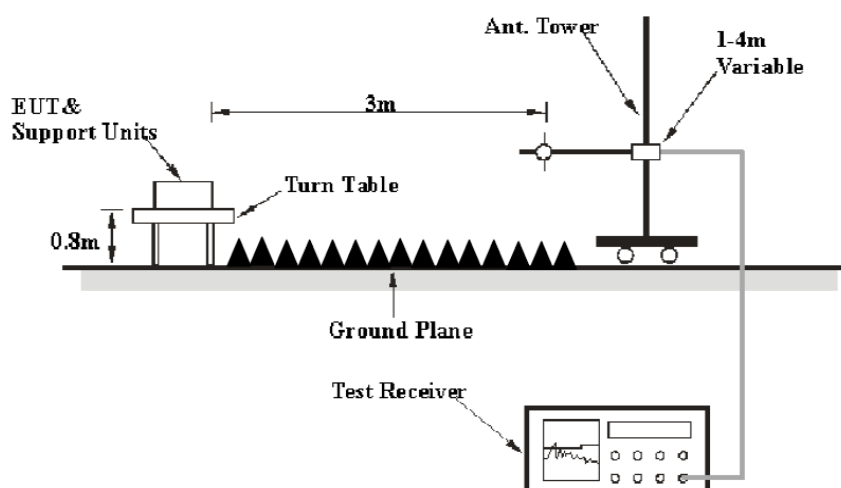 Ant. Tower
1-4m
Variable
3m
EUT&
Support Units
Turn Table
0.8m
Ground Plane
Test Receiver